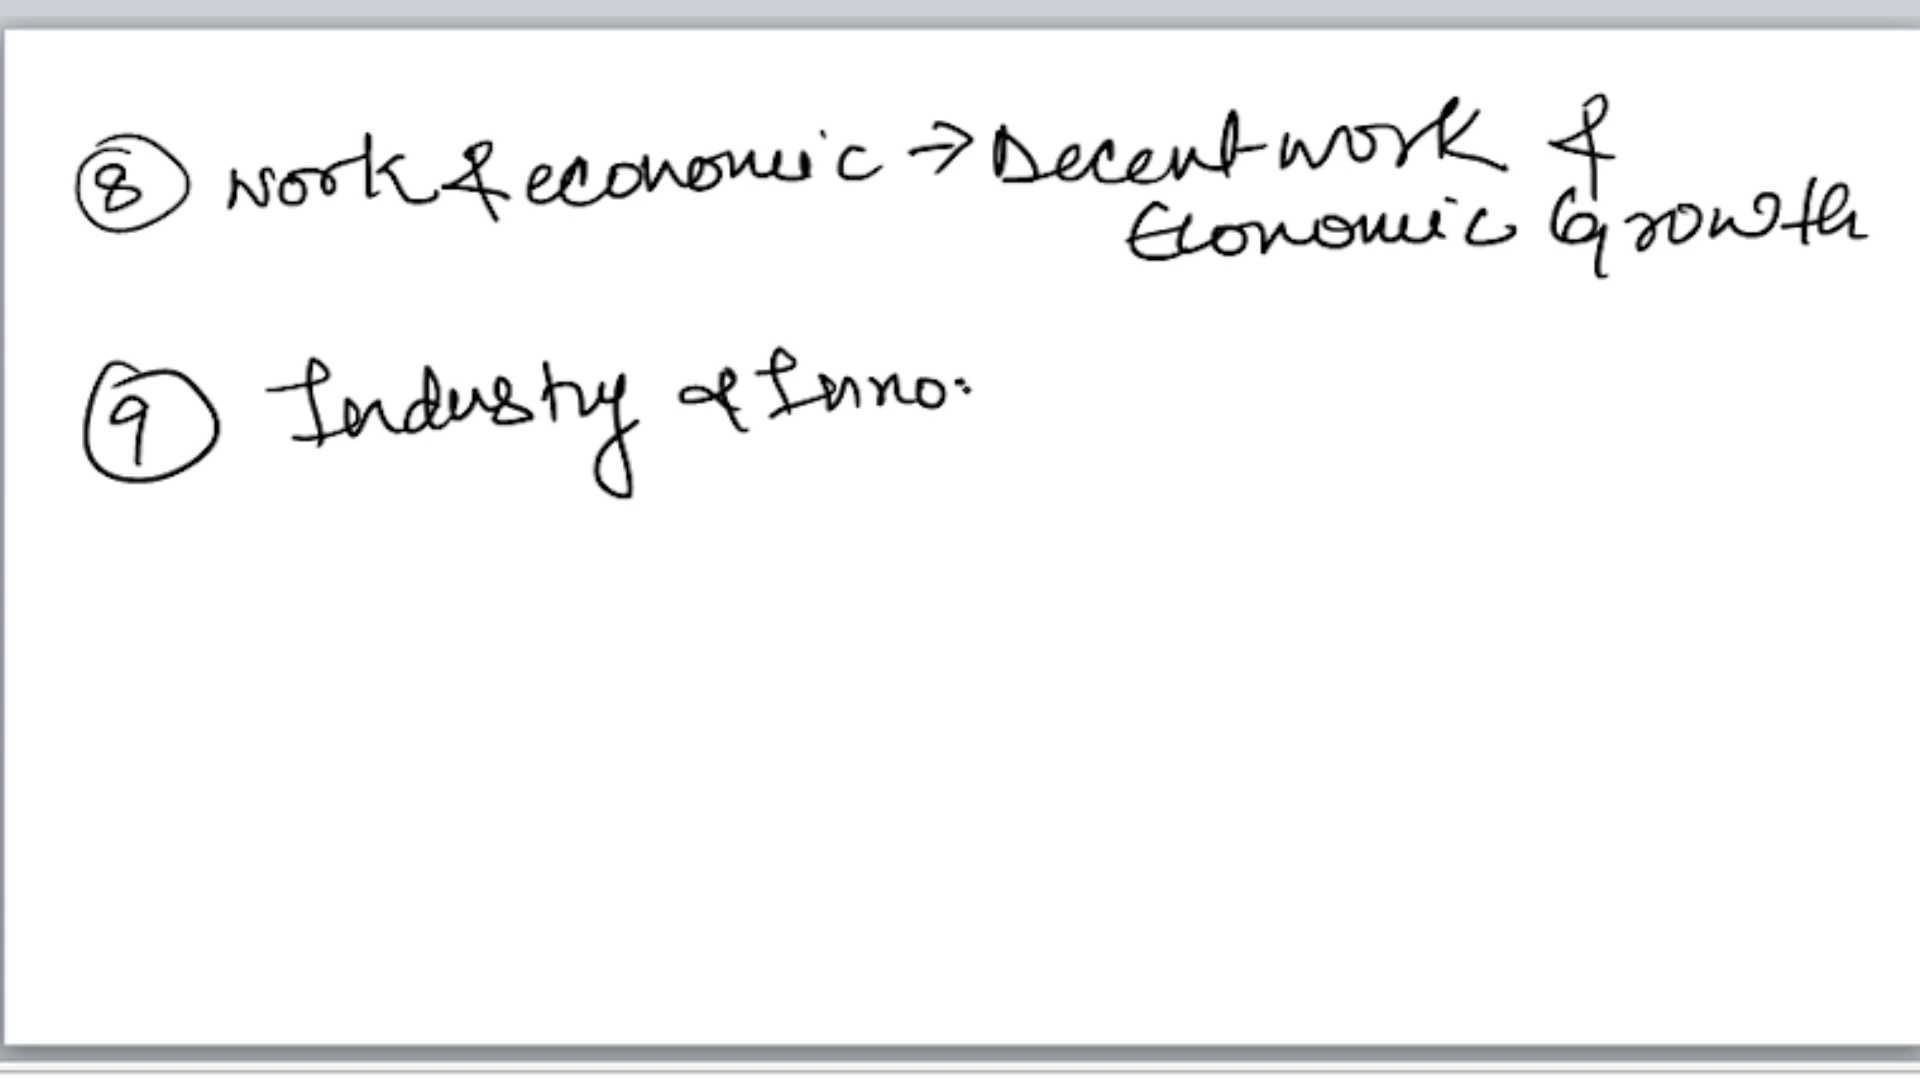 8 work & economic → Decent work &
Economic Growth
9 Industry & Inno.